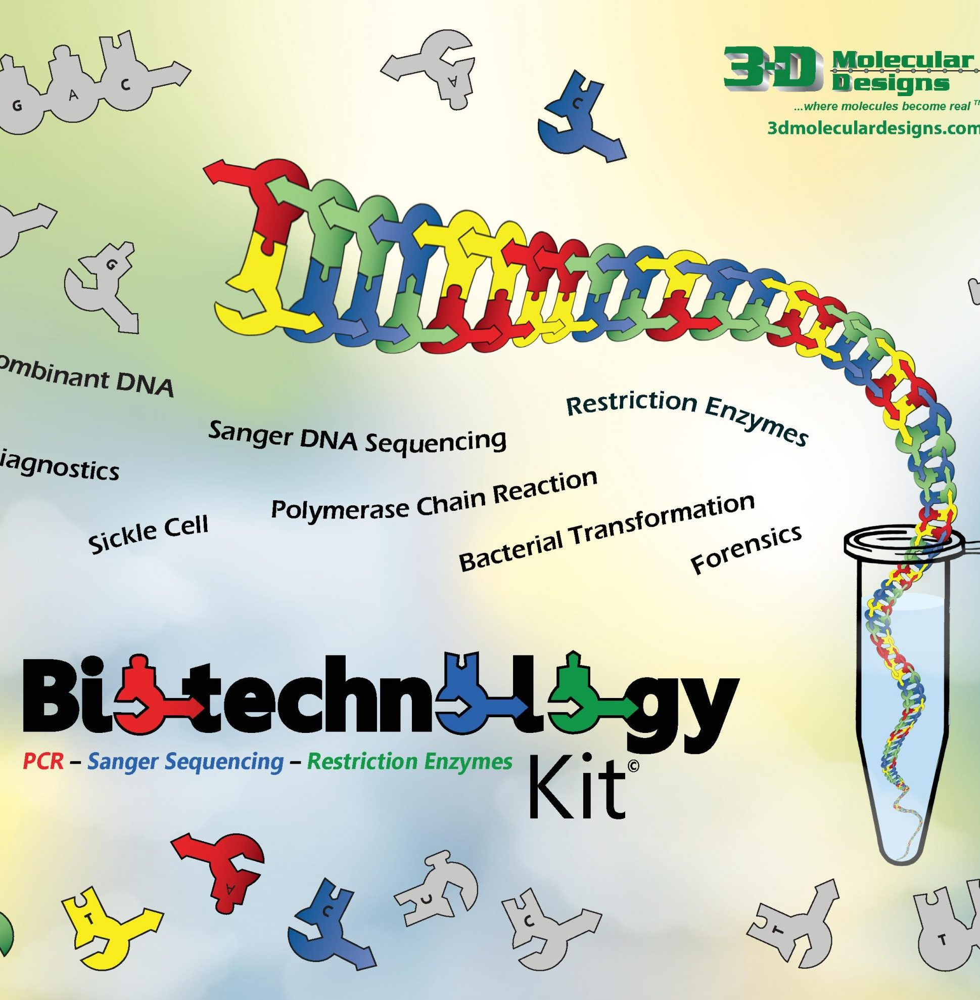 G A C
A
C
3-D Molecular
Designs
...where molecules become real ™
3dmoleculardesigns.com
G
ombinant DNA
Restriction Enzymes
Sanger DNA Sequencing
iagnostics
Polymerase Chain Reaction
Sickle Cell
Bacterial Transformation
Forensics
Biotechnology
PCR – Sanger Sequencing – Restriction Enzymes
Kit©
A
T
C
C
C
T
T